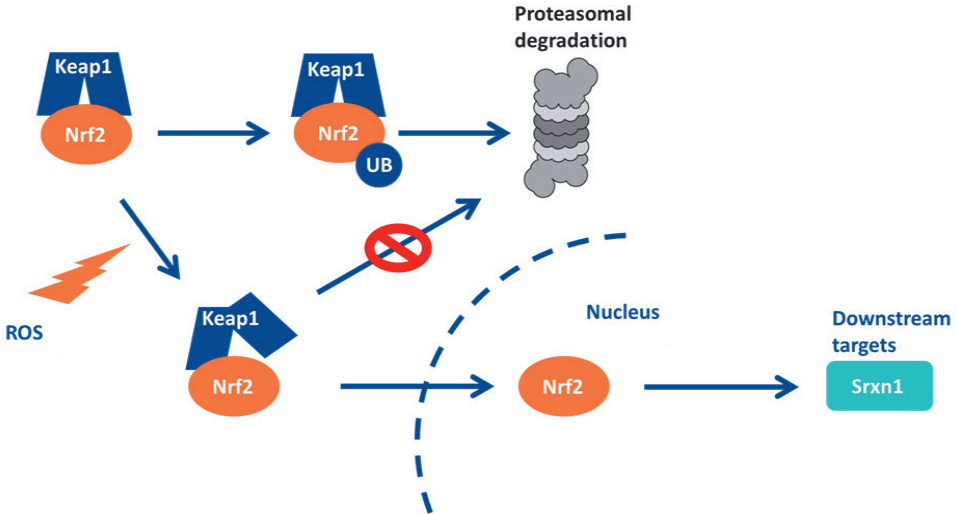 Proteasomal
degradation
Keap1
Nrf2
Keap1
Nrf2
UB
ROS
Keap1
Nrf2
Nucleus
Nrf2
Downstream
targets
Srxn1